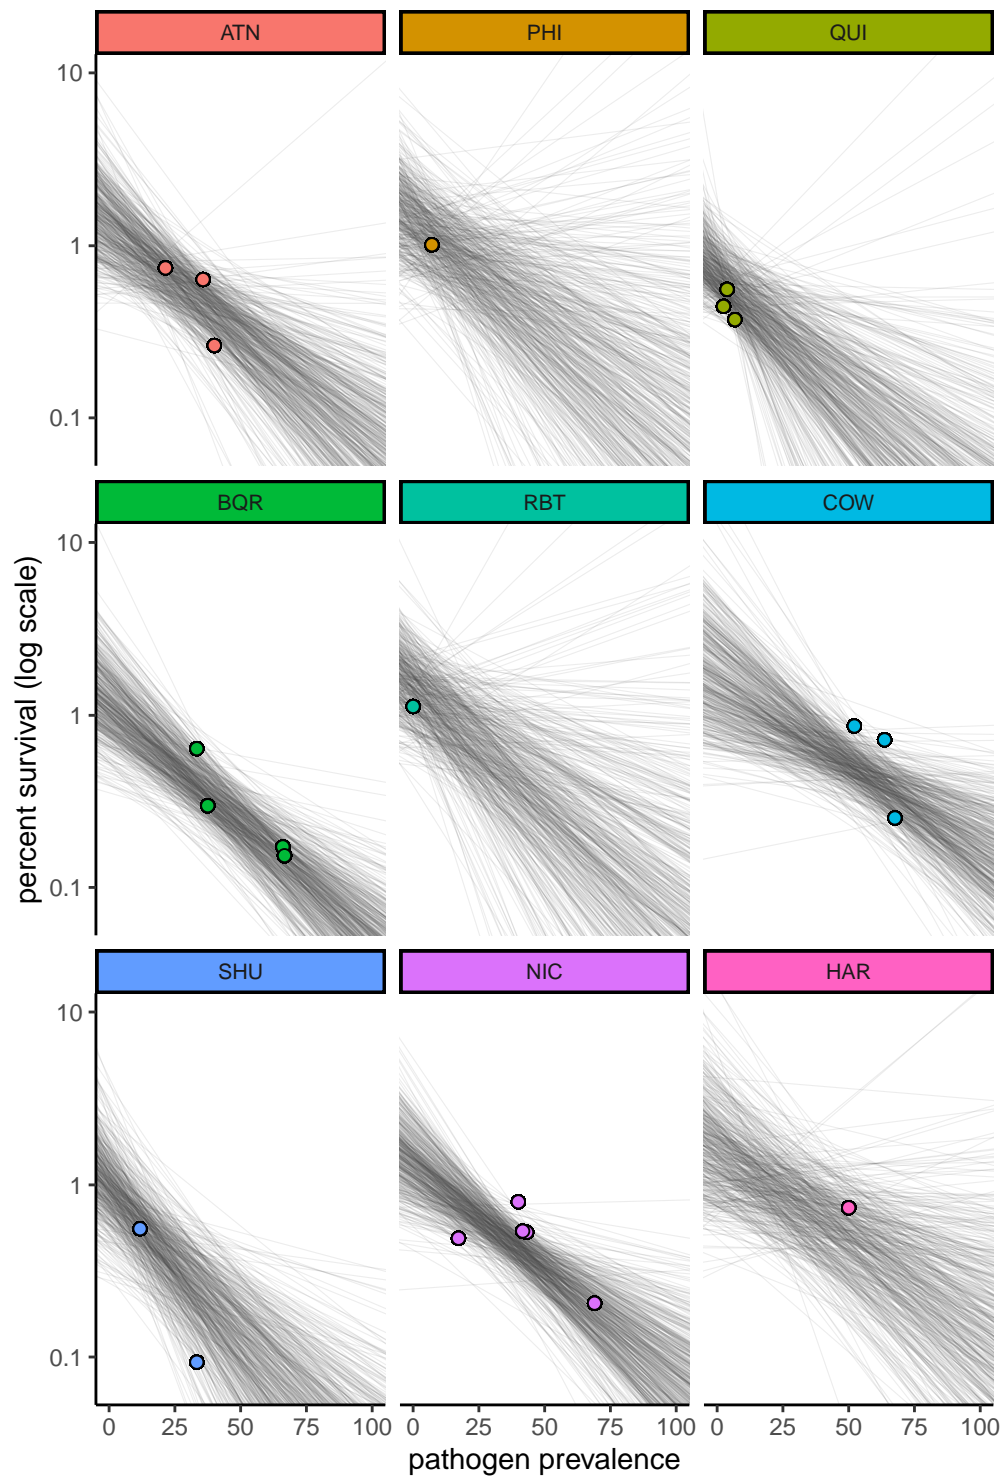 ATN PHI QUI
10
1
0.1
BQR RBT COW
10
1
0.1
percent survival (log scale)
SHU NIC HAR
10
1
0.1
0 25 50 75 100 0 25 50 75 100 0 25 50 75 100
pathogen prevalence